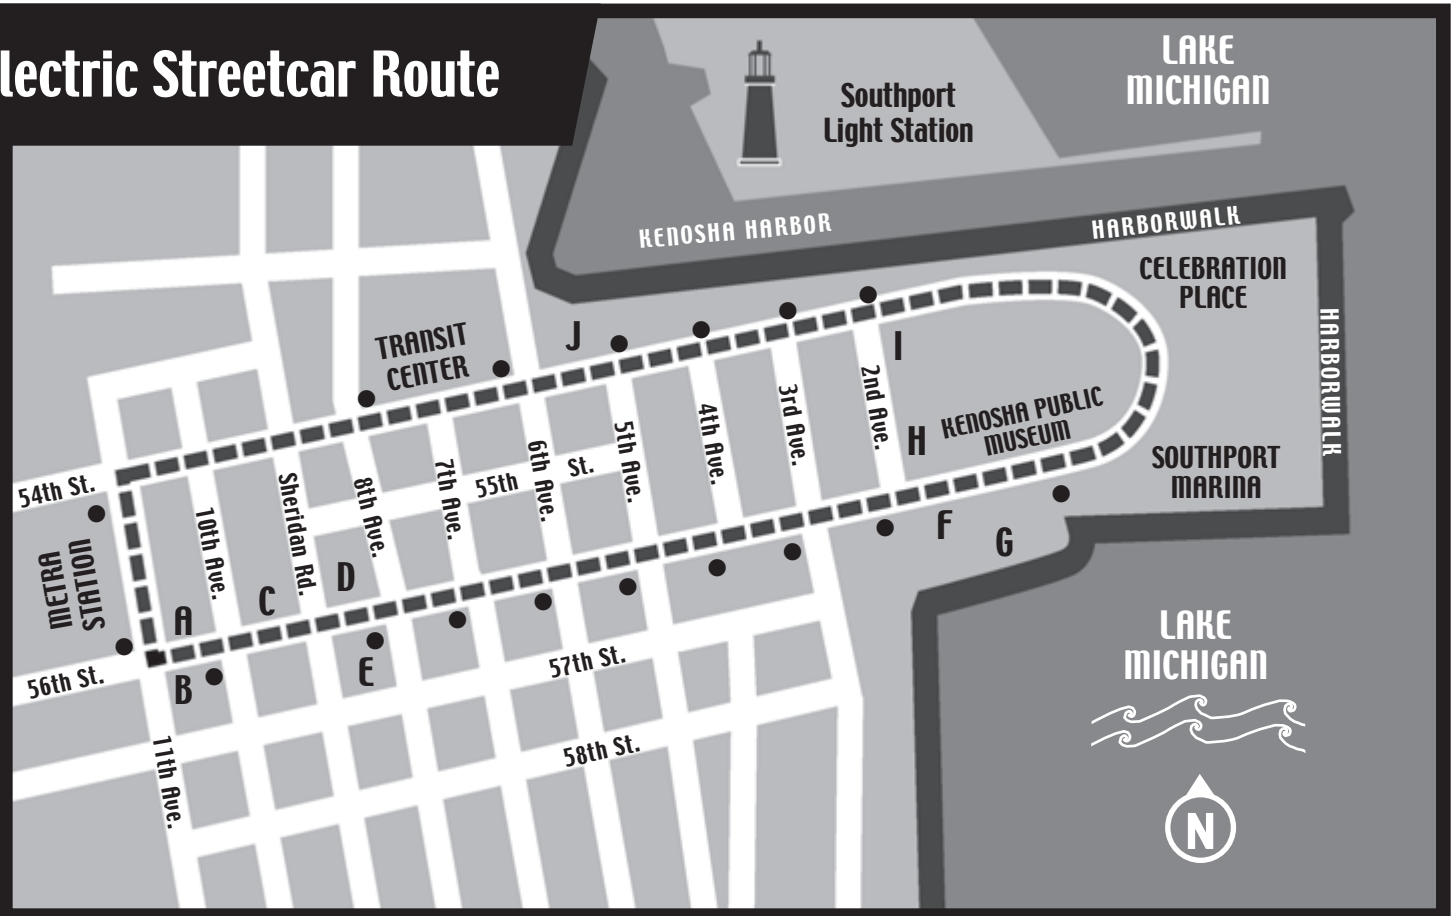 lectric Streetcar Route
LAKE
MICHIGAN
Southport
Light Station
KENOSHA HARBOR
HARBORWALK
CELEBRATION
PLACE
HARBORWALK
TRANSIT
CENTER
J
I
2nd Ave.
3rd Ave.
4th Ave.
5th Ave.
6th Ave.
7th Ave.
8th Ave.
Sheridan Rd.
10th Ave.
H
KENOSHA PUBLIC
MUSEUM
SOUTHPORT
MARINA
55th St.
54th St.
METRA
STATION
F
G
D
C
A
B
E
56th St.
57th St.
58th St.
11th Ave.
LAKE
MICHIGAN
N